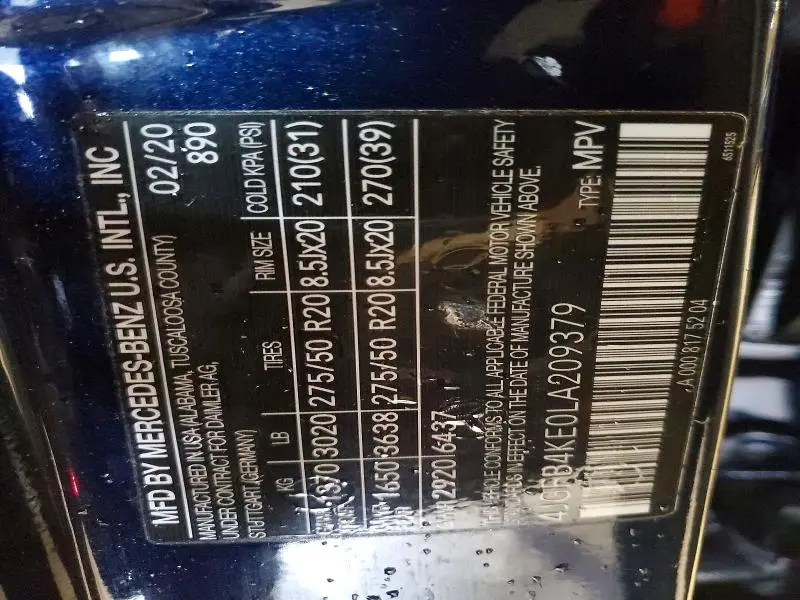 MFD BY MERCEDES-BENZ U.S. INTL., INC
MANUFACTURED IN USA (ALABAMA, TUSCALOOSA COUNTY) 02/20
UNDER CONTRACT FOR DAIMLER AG, 890
STUTTGART (GERMANY)
KG LB TIRES RIM SIZE COLD KPA (PSI)
1370 3020 275/50 R20 8.5Jx20 210(31)
1650 3638 275/50 R20 8.5Jx20 270(39)
2920 6437
THIS VEHICLE CONFORMS TO ALL APPLICABLE FEDERAL MOTOR VEHICLE SAFETY
STANDARDS IN EFFECT ON THE DATE OF MANUFACTURE SHOWN ABOVE.
4JGFB4KE0LA209379 TYPE: MPV
A 000 817 52 04
6511525